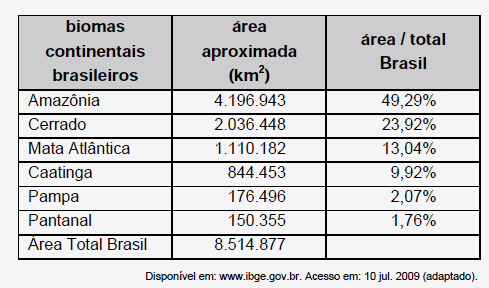 biomas continentais brasileiros área aproximada (km²) área / total Brasil
Amazônia 4.196.943 49,29%
Cerrado 2.036.448 23,92%
Mata Atlântica 1.110.182 13,04%
Caatinga 844.453 9,92%
Pampa 176.496 2,07%
Pantanal 150.355 1,76%
Área Total Brasil 8.514.877
Disponível em: www.ibge.gov.br. Acesso em: 10 jul. 2009 (adaptado).